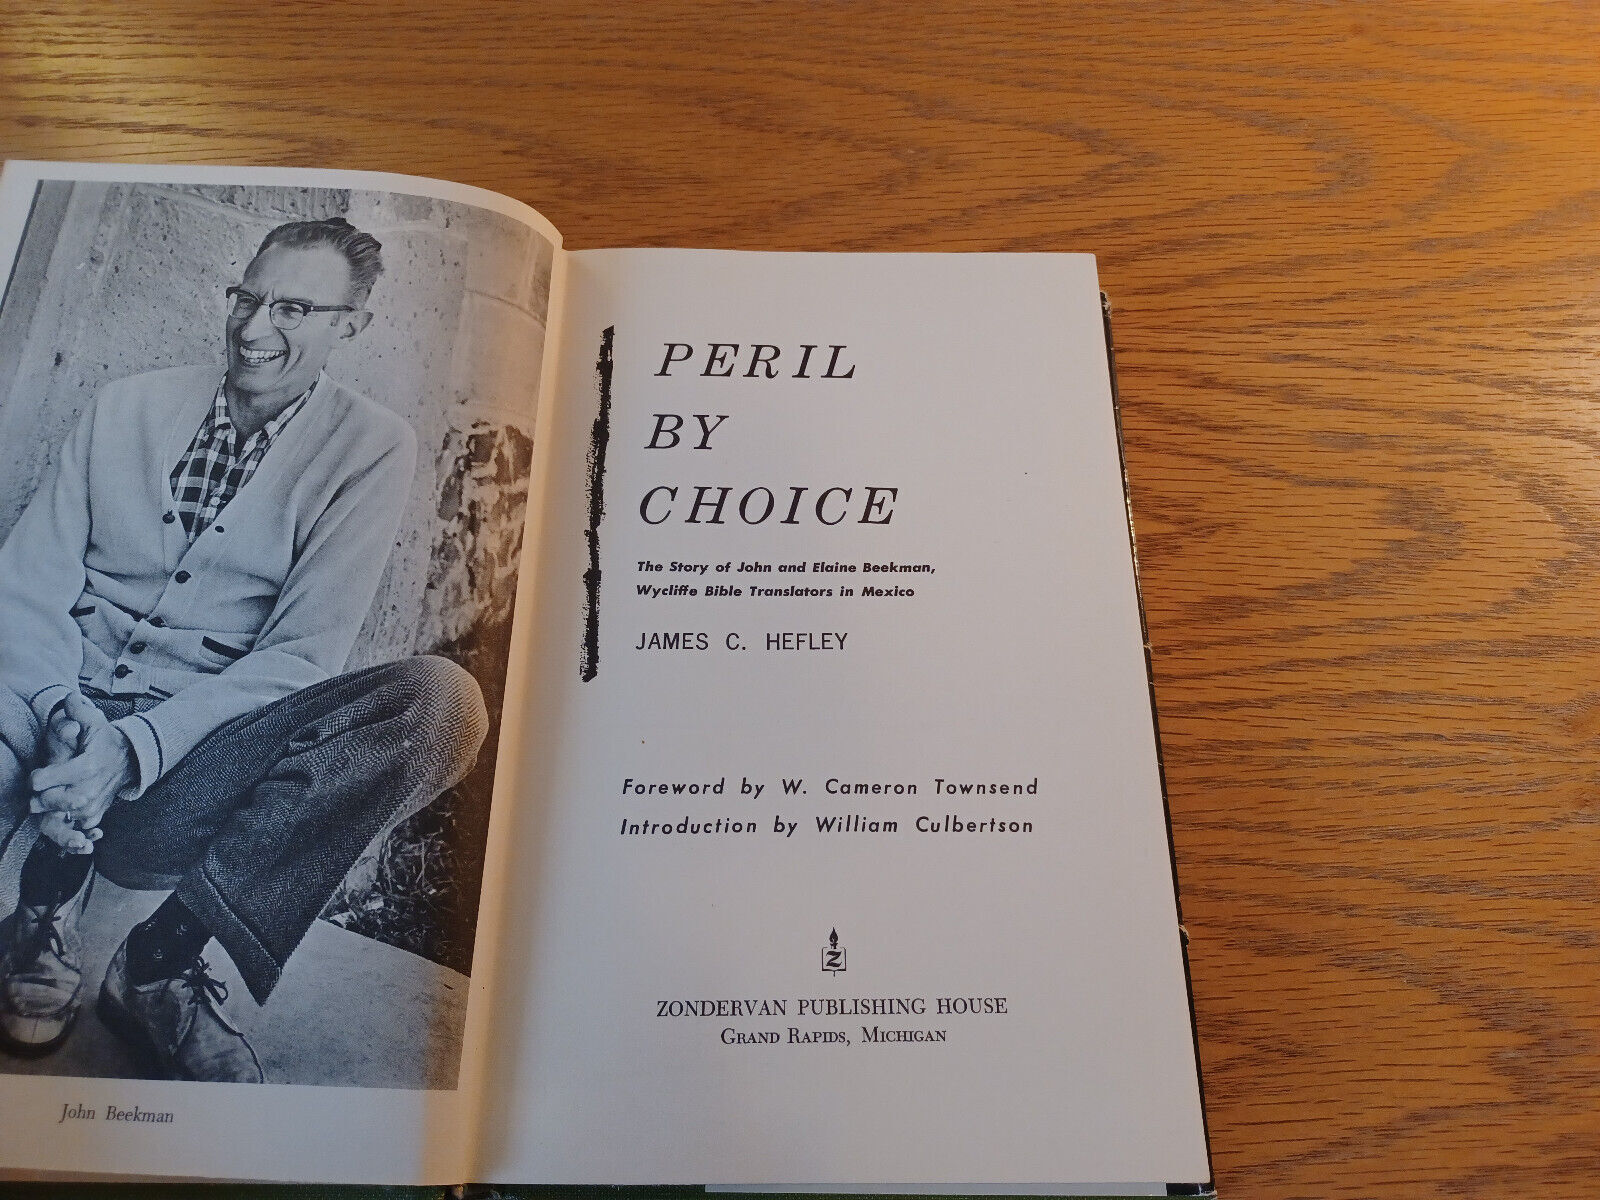 John Beekman
PERIL
BY
CHOICE
The Story of John and Elaine Beekman,
Wycliffe Bible Translators in Mexico
JAMES C. HEFLEY
Foreword by W. Cameron Townsend
Introduction by William Culbertson
Z
ZONDERVAN PUBLISHING HOUSE
GRAND RAPIDS, MICHIGAN